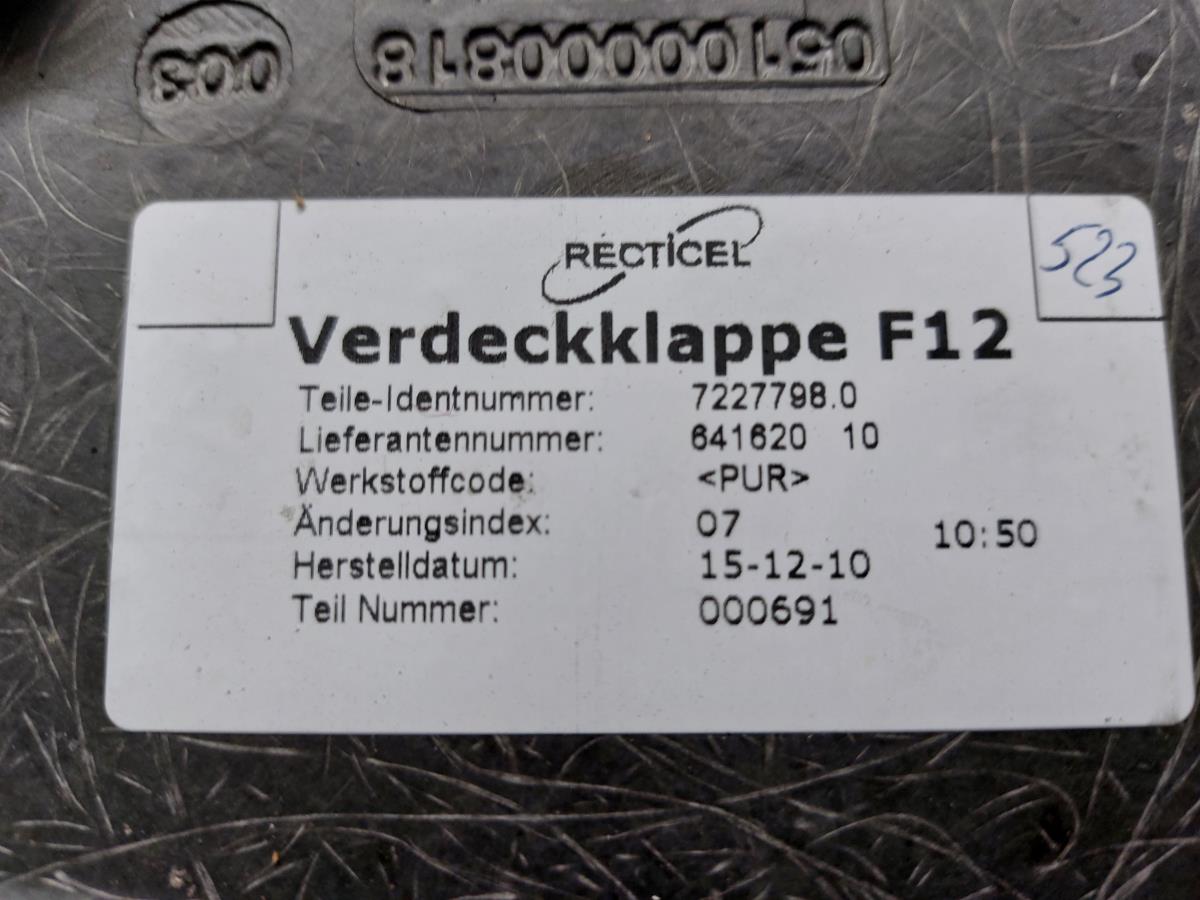 003
RECTICEL
523
Verdeckklappe F12
Teile-Identnummer: 7227798.0
Lieferantennummer: 641620 10
Werkstoffcode: <PUR>
Änderungsindex: 07 10:50
Herstelldatum: 15-12-10
Teil Nummer: 000691